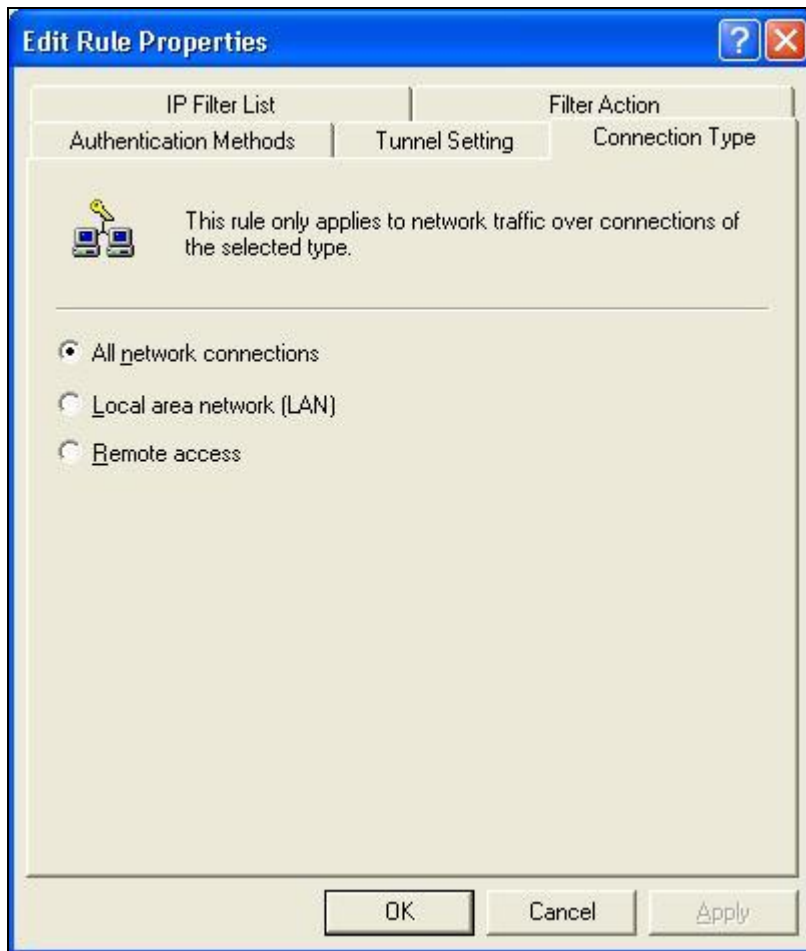 Edit Rule Properties
?
IP Filter List
Filter Action
Authentication Methods
Tunnel Setting
Connection Type
This rule only applies to network traffic over connections of
the selected type.
All network connections
Local area network (LAN)
Remote access
OK
Cancel
Apply